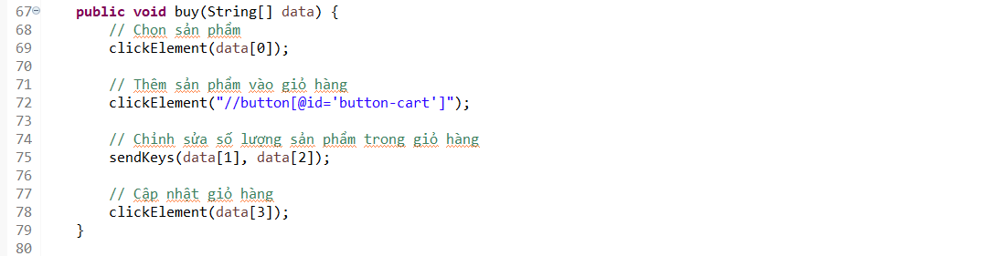 67 public void buy(String[] data) {
68 // Chọn sản phẩm
69 clickElement(data[0]);
70
71 // Thêm sản phẩm vào giỏ hàng
72 clickElement("//button[@id='button-cart']");
73
74 // Chỉnh sửa số lượng sản phẩm trong giỏ hàng
75 sendKeys(data[1], data[2]);
76
77 // Cập nhật giỏ hàng
78 clickElement(data[3]);
79 }
80